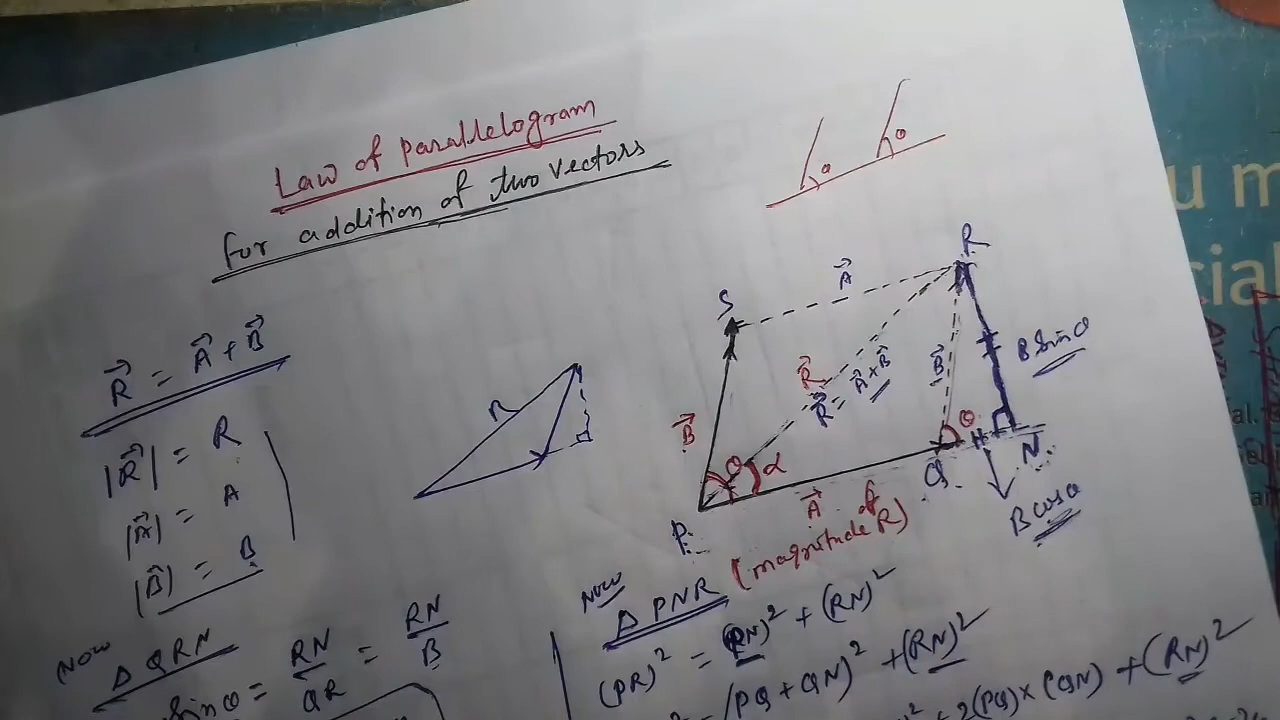 Law of parallelogram
for addition of two vectors
θ
θ
R⃗ = A⃗ + B⃗
|R⃗| = R
|A⃗| = A
|B⃗| = B
R
S
A⃗
R
B⃗
R⃗
R⃗ = A⃗+B⃗
B⃗
B sinθ
θ
α
θ
P
A⃗
Q
N
B cosθ
Now
Δ QRN
sinθ = RN/QR = RN/B
Now
Δ PNR (magnitude of R)
(PR)² = (PN)² + (RN)²
= (PQ + QN)² + (RN)²
2(PQ)×(QN) + (RN)²
u m
cial